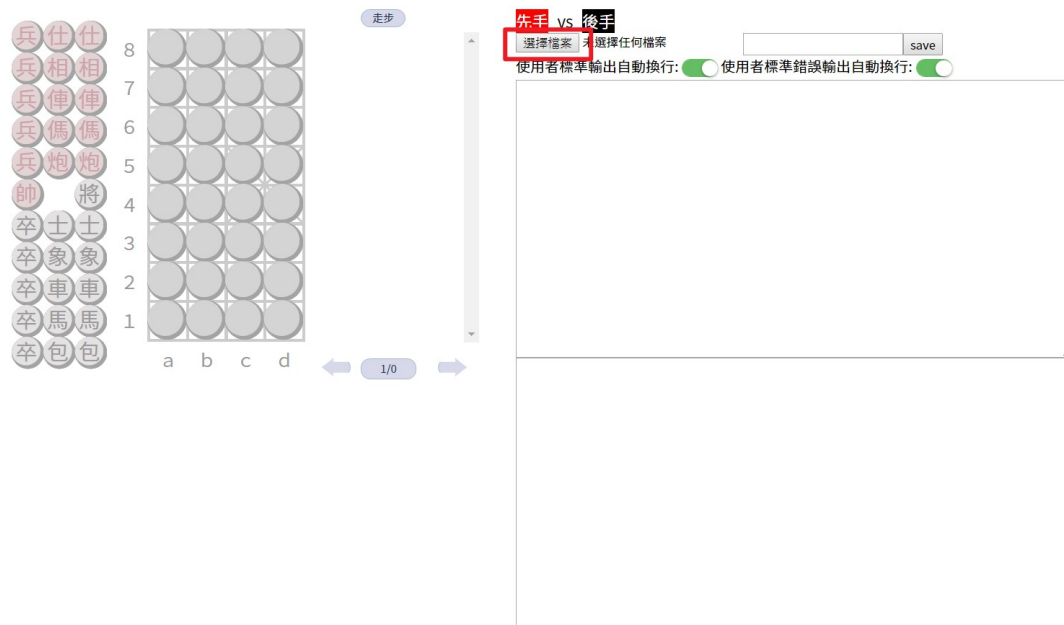 兵仕仕
兵相相
兵俥俥
兵傌傌
兵炮炮
帥 將
卒士士
卒象象
卒車車
卒馬馬
卒包包
8
7
6
5
4
3
2
1
a b c d
走步
1/0
先手 vs 後手
選擇檔案 未選擇任何檔案 save
使用者標準輸出自動換行: 使用者標準錯誤輸出自動換行: